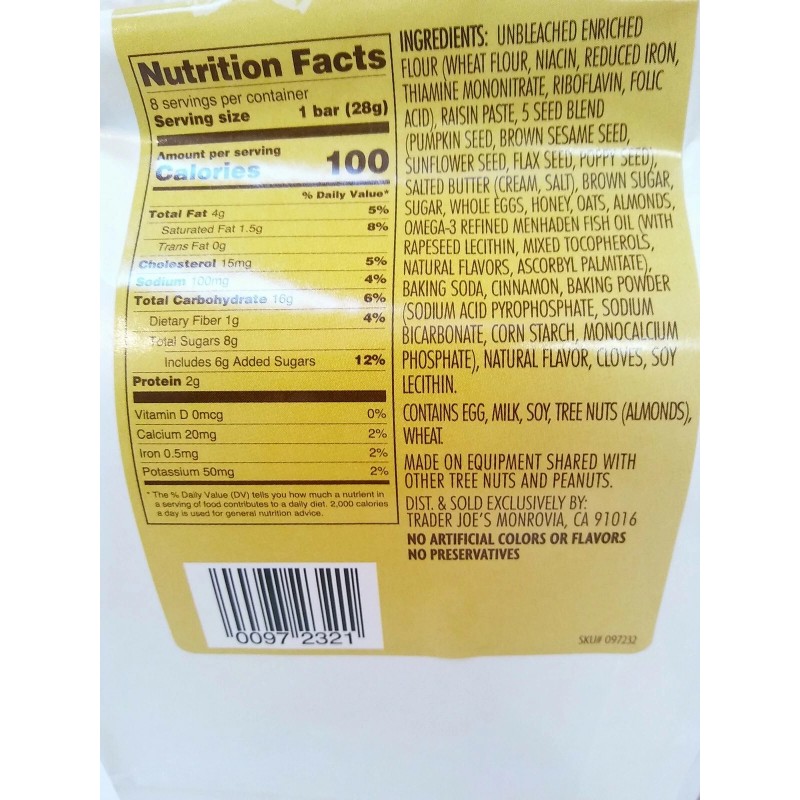 Nutrition Facts
8 servings per container
Serving size 1 bar (28g)
Amount per serving
Calories 100
% Daily Value*
Total Fat 4g 5%
Saturated Fat 1.5g 8%
Trans Fat 0g
Cholesterol 15mg 5%
Sodium 100mg 4%
Total Carbohydrate 16g 6%
Dietary Fiber 1g 4%
Total Sugars 8g
Includes 6g Added Sugars 12%
Protein 2g
Vitamin D 0mcg 0%
Calcium 20mg 2%
Iron 0.5mg 2%
Potassium 50mg 2%
* The % Daily Value (DV) tells you how much a nutrient in
a serving of food contributes to a daily diet. 2,000 calories
a day is used for general nutrition advice.
INGREDIENTS: UNBLEACHED ENRICHED
FLOUR (WHEAT FLOUR, NIACIN, REDUCED IRON,
THIAMINE MONONITRATE, RIBOFLAVIN, FOLIC
ACID), RAISIN PASTE, 5 SEED BLEND
(PUMPKIN SEED, BROWN SESAME SEED,
SUNFLOWER SEED, FLAX SEED, POPPY SEED),
SALTED BUTTER (CREAM, SALT), BROWN SUGAR,
SUGAR, WHOLE EGGS, HONEY, OATS, ALMONDS,
OMEGA-3 REFINED MENHADEN FISH OIL (WITH
RAPESEED LECITHIN, MIXED TOCOPHEROLS,
NATURAL FLAVORS, ASCORBYL PALMITATE),
BAKING SODA, CINNAMON, BAKING POWDER
(SODIUM ACID PYROPHOSPHATE, SODIUM
BICARBONATE, CORN STARCH, MONOCALCIUM
PHOSPHATE), NATURAL FLAVOR, CLOVES, SOY
LECITHIN.
CONTAINS EGG, MILK, SOY, TREE NUTS (ALMONDS),
WHEAT.
MADE ON EQUIPMENT SHARED WITH
OTHER TREE NUTS AND PEANUTS.
DIST. & SOLD EXCLUSIVELY BY:
TRADER JOE'S MONROVIA, CA 91016
NO ARTIFICIAL COLORS OR FLAVORS
NO PRESERVATIVES
0097 2321
SKU# 097232